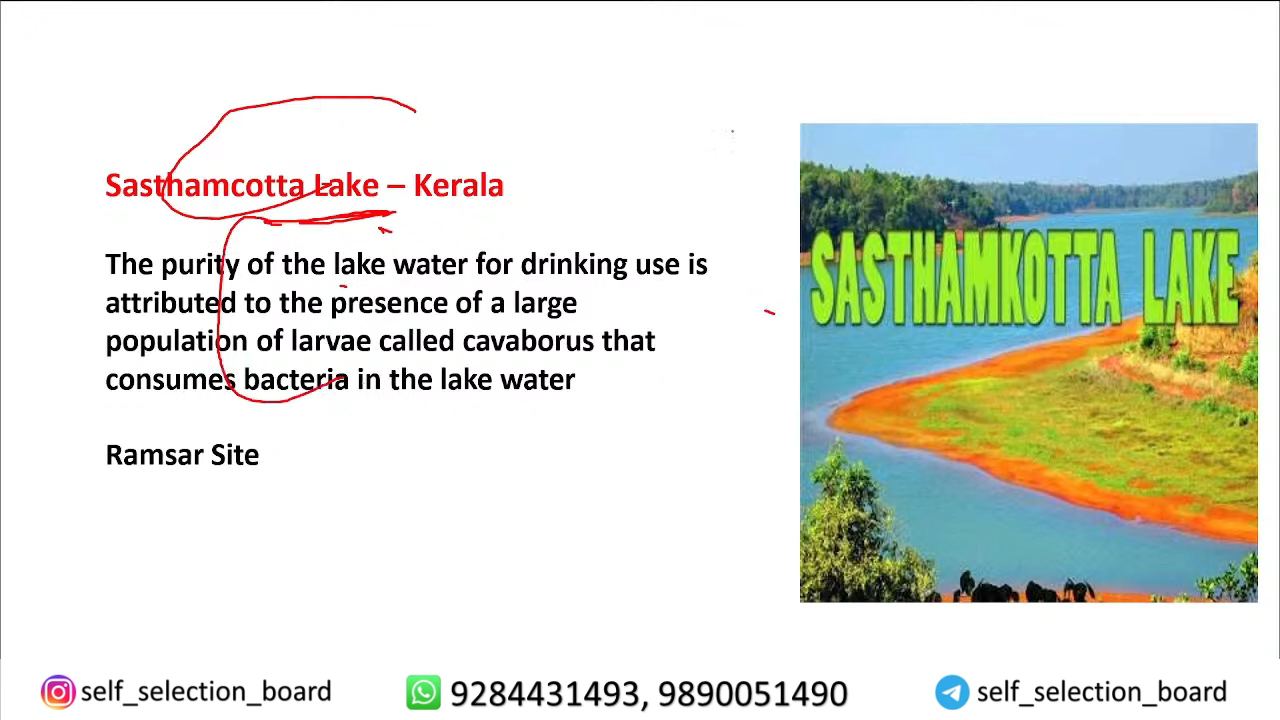 Sasthamcotta Lake – Kerala
The purity of the lake water for drinking use is
attributed to the presence of a large
population of larvae called cavaborus that
consumes bacteria in the lake water
Ramsar Site
SASTHAMKOTTA LAKE
self_selection_board
9284431493, 9890051490
self_selection_board